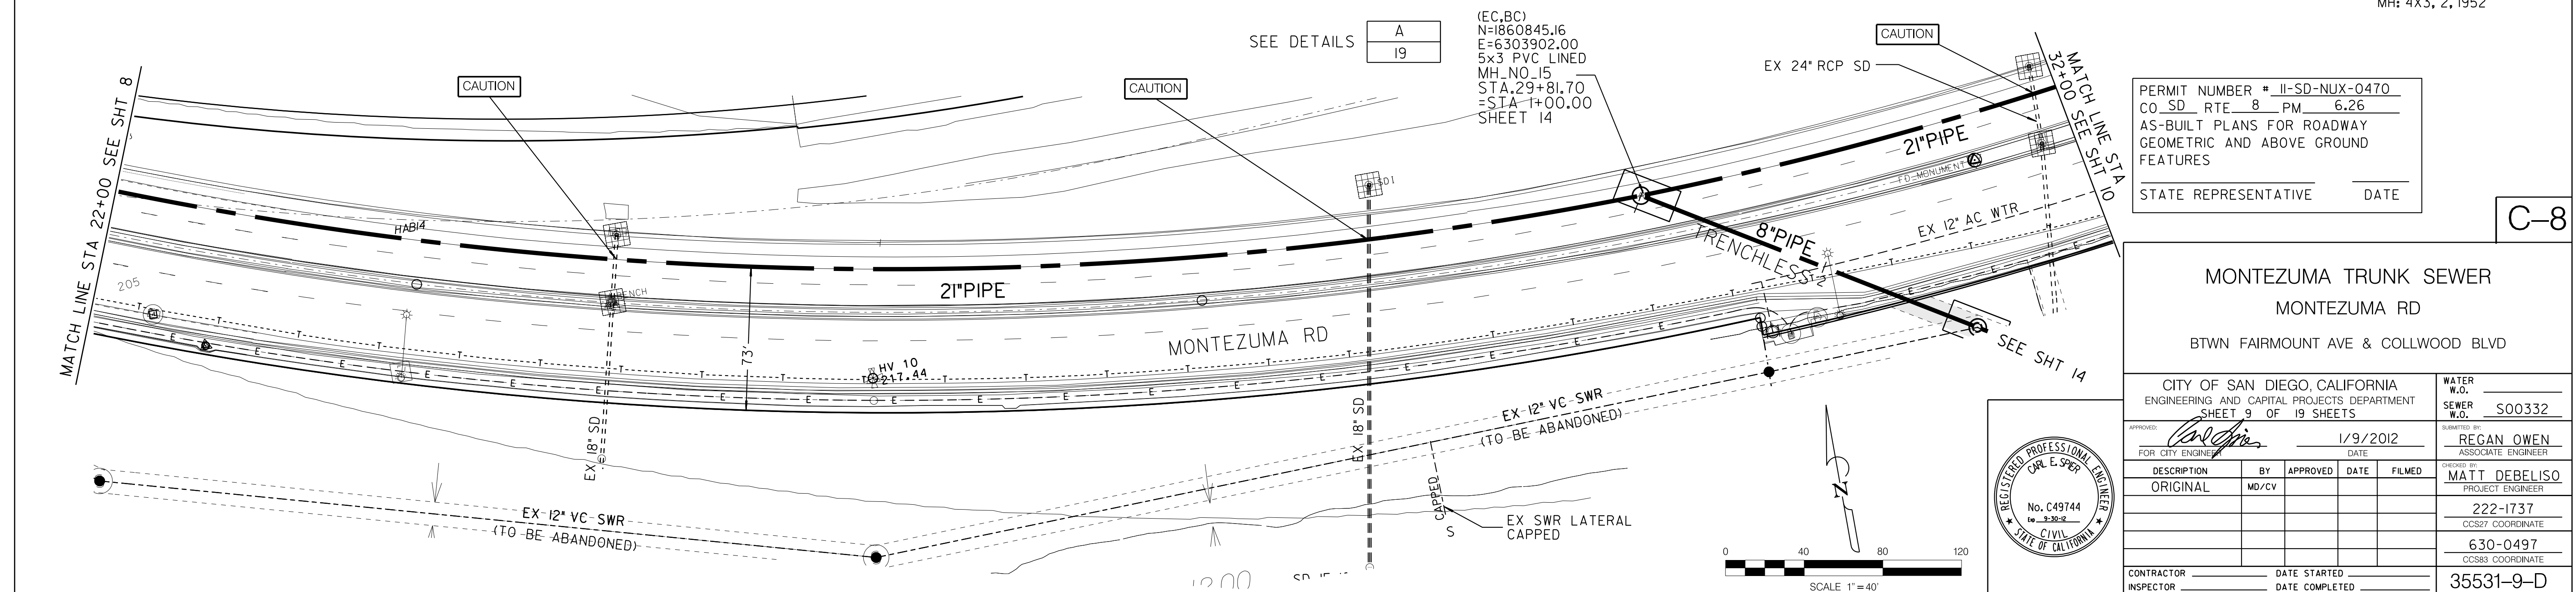 MH: 4X3, 2, 1952
SEE DETAILS
A
19
(EC,BC)
N=1860845.16
E=6303902.00
5x3 PVC LINED
MH_NO_15
STA.29+81.70
=STA 1+00.00
SHEET 14
CAUTION
CAUTION
CAUTION
EX 24" RCP SD
MATCH LINE STA 22+00 SEE SHT 8
MATCH LINE STA
32+00 SEE SHT 10
PERMIT NUMBER # 11-SD-NUX-0470
CO SD RTE 8 PM 6.26
AS-BUILT PLANS FOR ROADWAY
GEOMETRIC AND ABOVE GROUND
FEATURES
STATE REPRESENTATIVE DATE
C-8
HAB14
205
TRENCH
SD1
21"PIPE
21"PIPE
FD_MONUMENT
8"PIPE
TRENCHLESS
EX 12" AC WTR
73'
MONTEZUMA RD
HV 10
217.44
SEE SHT 14
EX 18" SD
EX 18" SD
EX 12" VC SWR
(TO BE ABANDONED)
EX 12" VC SWR
(TO BE ABANDONED)
CAPPED
S
EX SWR LATERAL
CAPPED
N
0 40 80 120
SCALE 1"=40'
REGISTERED PROFESSIONAL ENGINEER
CARL E. SPIER
No. C49744
Exp 9-30-12
CIVIL
STATE OF CALIFORNIA
MONTEZUMA TRUNK SEWER
MONTEZUMA RD
BTWN FAIRMOUNT AVE & COLLWOOD BLVD
CITY OF SAN DIEGO, CALIFORNIA
ENGINEERING AND CAPITAL PROJECTS DEPARTMENT
SHEET 9 OF 19 SHEETS
WATER
W.O.
SEWER
W.O. S00332
APPROVED:
1/9/2012
FOR CITY ENGINEER DATE
SUBMITTED BY:
REGAN OWEN
ASSOCIATE ENGINEER
DESCRIPTION BY APPROVED DATE FILMED
ORIGINAL MD/CV
CHECKED BY:
MATT DEBELISO
PROJECT ENGINEER
222-1737
CCS27 COORDINATE
630-0497
CCS83 COORDINATE
CONTRACTOR DATE STARTED
INSPECTOR DATE COMPLETED
35531-9-D